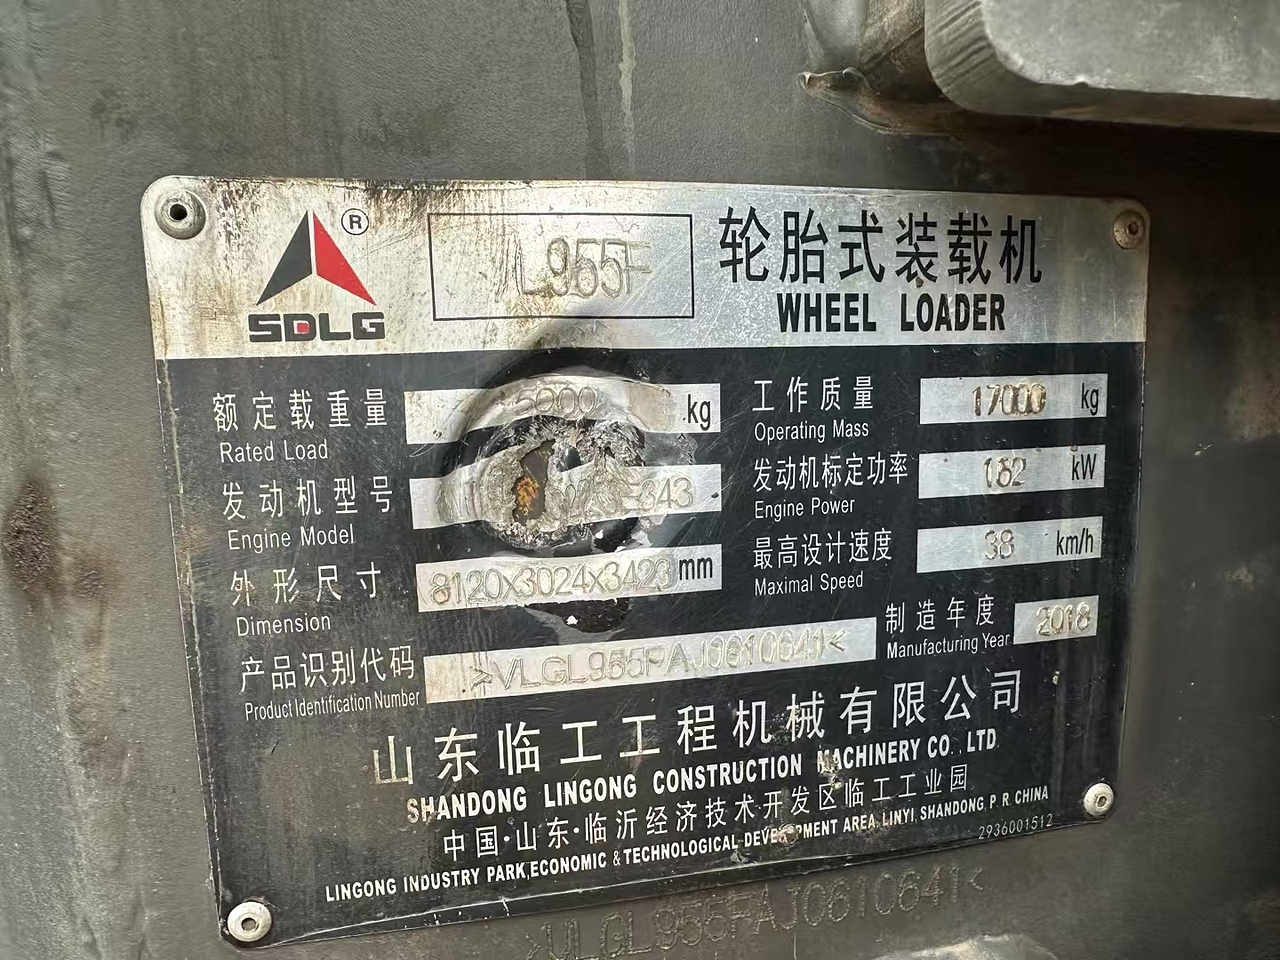 ®
SDLG
L955F
轮胎式装载机
WHEEL LOADER
额定载重量 5000 kg
Rated Load
工作质量 17000 kg
Operating Mass
发动机型号
Engine Model
发动机标定功率 162 kW
Engine Power
外形尺寸 8120x3024x3423 mm
Dimension
最高设计速度 38 km/h
Maximal Speed
产品识别代码 >VLGL955FAJ0610641<
Product Identification Number
制造年度 2018
Manufacturing Year
山东临工工程机械有限公司
SHANDONG LINGONG CONSTRUCTION MACHINERY CO.,LTD
中国·山东·临沂经济技术开发区临工工业园
LINGONG INDUSTRY PARK,ECONOMIC & TECHNOLOGICAL DEVELOPMENT AREA,LINYI,SHANDONG,P.R.CHINA
2936001512
>VLGL955FAJ0610641<